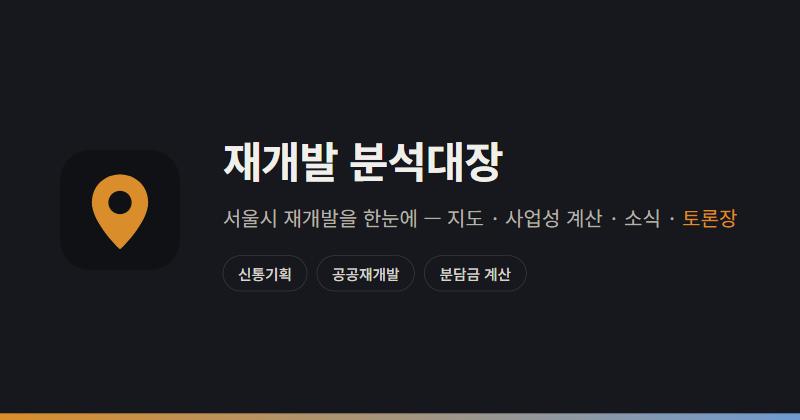 재개발 분석대장
서울시 재개발을 한눈에 — 지도 · 사업성 계산 · 소식 · 토론장
신통기획 공공재개발 분담금 계산